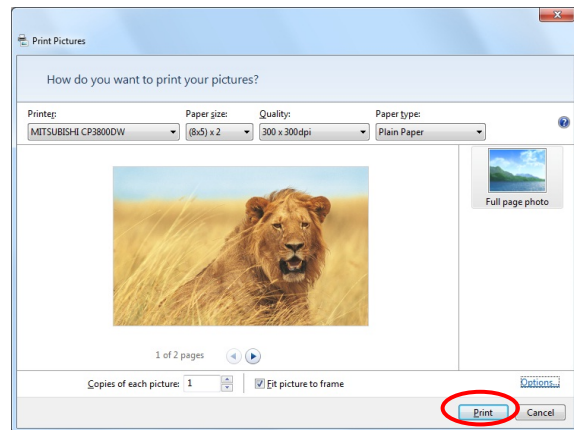 Print Pictures
How do you want to print your pictures?
Printer: Paper size: Quality: Paper type:
MITSUBISHI CP3800DW (8x5) x 2 300 x 300dpi Plain Paper
Full page photo
1 of 2 pages
Copies of each picture: 1 Fit picture to frame Options...
Print Cancel